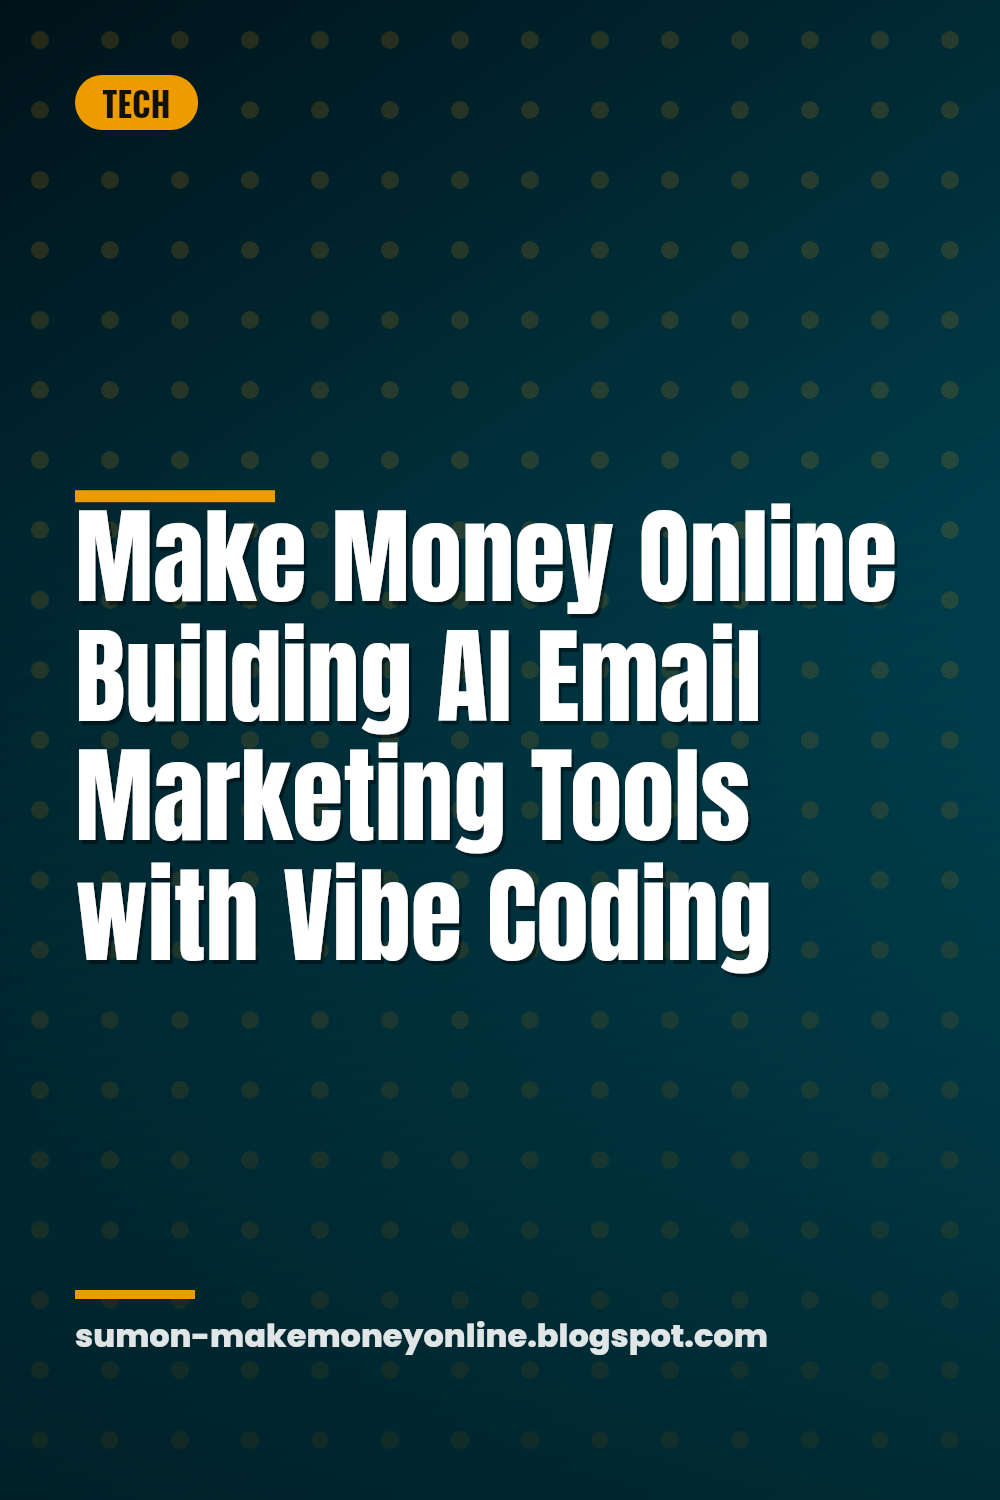 TECH
Make Money Online
Building AI Email
Marketing Tools
with Vibe Coding
sumon-makemoneyonline.blogspot.com